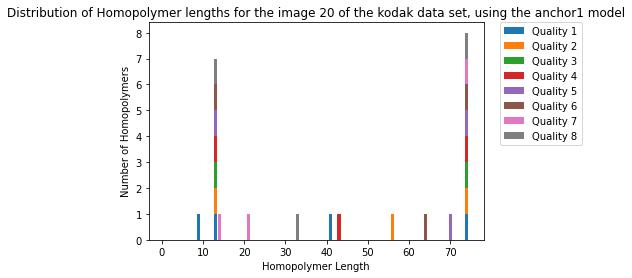 Distribution of Homopolymer lengths for the image 20 of the kodak data set, using the anchor1 model
8
7
6
5
4
3
2
1
0
Number of Homopolymers
0 10 20 30 40 50 60 70
Homopolymer Length
Quality 1
Quality 2
Quality 3
Quality 4
Quality 5
Quality 6
Quality 7
Quality 8